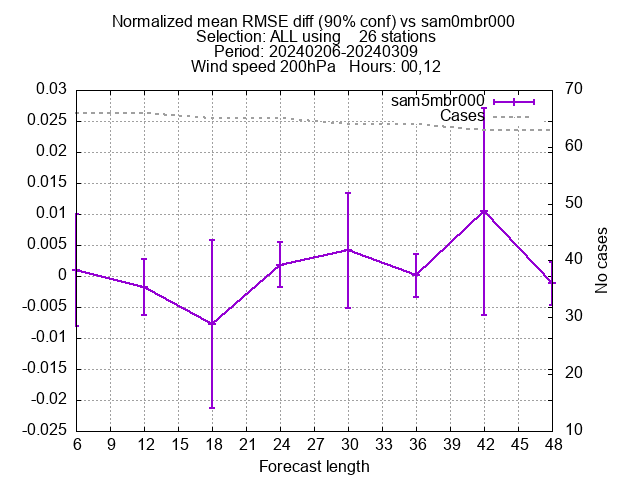 Normalized mean RMSE diff (90% conf) vs sam0mbr000
Selection: ALL using    26 stations
Period: 20240206-20240309
Wind speed 200hPa   Hours: 00,12
sam5mbr000
Cases
0.03
0.025
0.02
0.015
0.01
0.005
0
-0.005
-0.01
-0.015
-0.02
-0.025
70
60
50
40
30
20
10
No cases
6 9 12 15 18 21 24 27 30 33 36 39 42 45 48
Forecast length